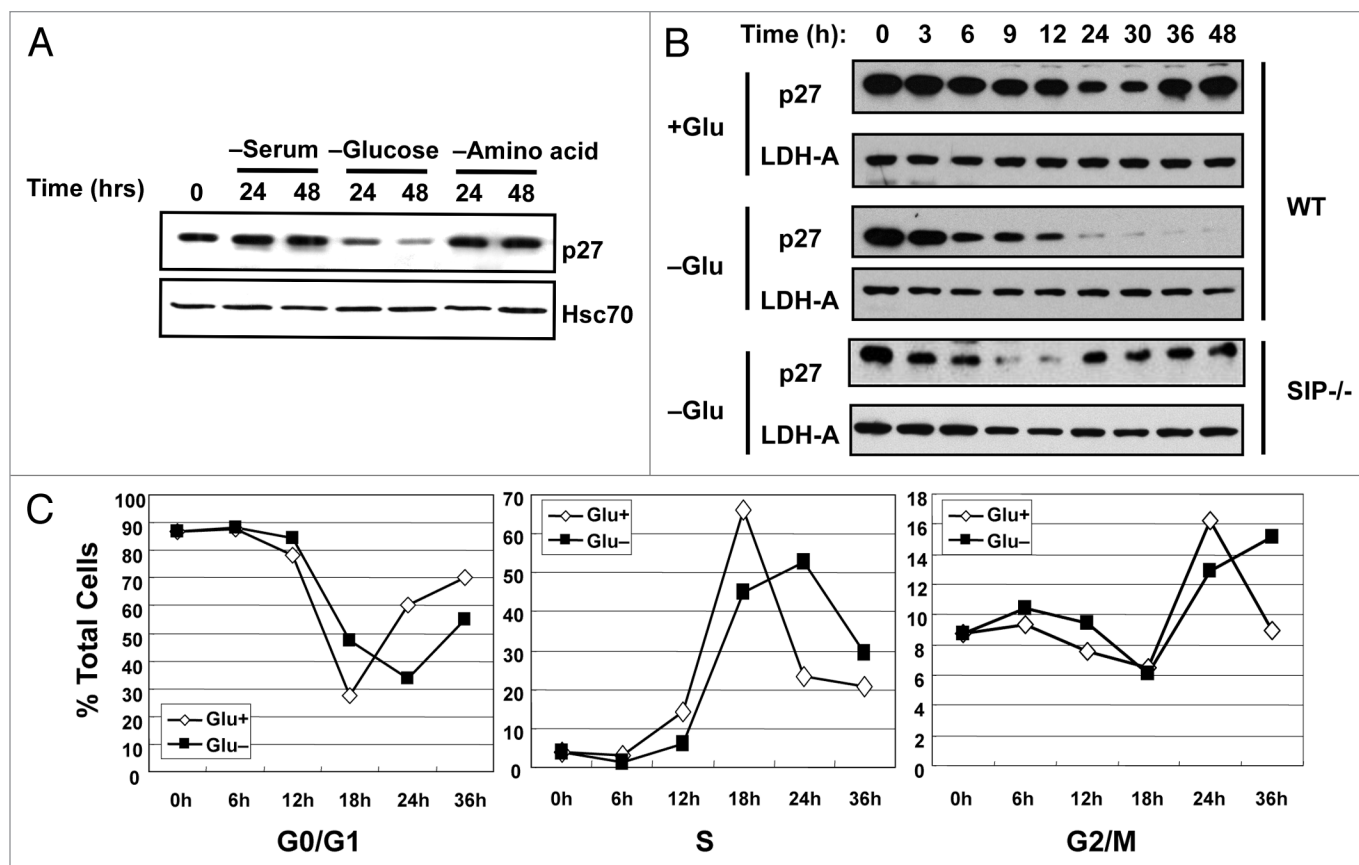 A
–Serum –Glucose –Amino acid
Time (hrs) 0 24 48 24 48 24 48
p27
Hsc70
B
Time (h): 0 3 6 9 12 24 30 36 48
+Glu
p27
LDH-A
–Glu
p27
LDH-A
WT
–Glu
p27
LDH-A
SIP-/-
C
% Total Cells
100
90
80
70
60
50
40
30
20
10
0
Glu+
Glu–
0h 6h 12h 18h 24h 36h
G0/G1
70
60
50
40
30
20
10
0
Glu+
Glu–
0h 6h 12h 18h 24h 36h
S
18
16
14
12
10
8
6
4
2
0
Glu+
Glu–
0h 6h 12h 18h 24h 36h
G2/M